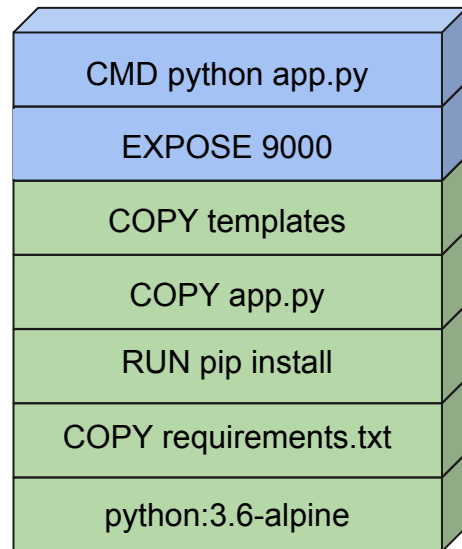 CMD python app.py
EXPOSE 9000
COPY templates
COPY app.py
RUN pip install
COPY requirements.txt
python:3.6-alpine